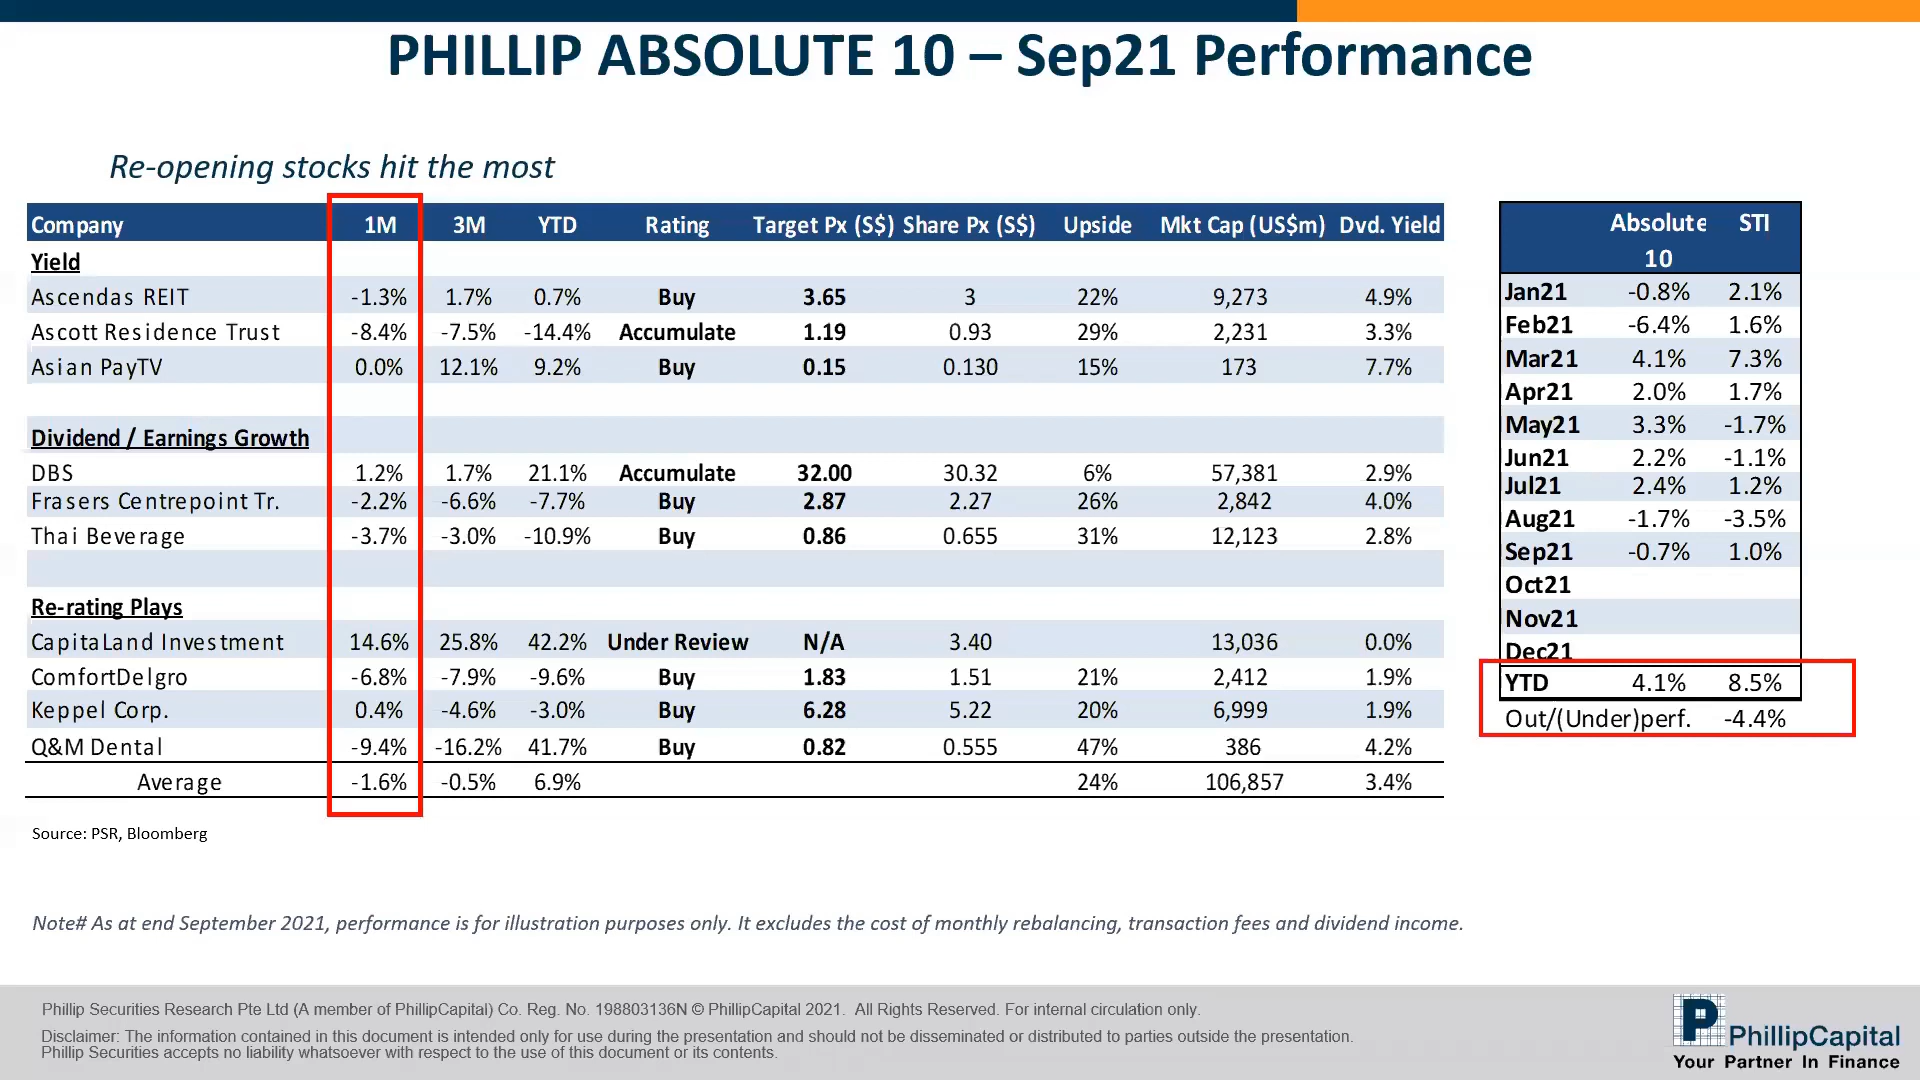 PHILLIP ABSOLUTE 10 – Sep21 Performance
Re-opening stocks hit the most
Company 1M 3M YTD Rating Target Px (S$) Share Px (S$) Upside Mkt Cap (US$m) Dvd. Yield
Yield
Ascendas REIT -1.3% 1.7% 0.7% Buy 3.65 3 22% 9,273 4.9%
Ascott Residence Trust -8.4% -7.5% -14.4% Accumulate 1.19 0.93 29% 2,231 3.3%
Asian PayTV 0.0% 12.1% 9.2% Buy 0.15 0.130 15% 173 7.7%
Dividend / Earnings Growth
DBS 1.2% 1.7% 21.1% Accumulate 32.00 30.32 6% 57,381 2.9%
Frasers Centrepoint Tr. -2.2% -6.6% -7.7% Buy 2.87 2.27 26% 2,842 4.0%
Thai Beverage -3.7% -3.0% -10.9% Buy 0.86 0.655 31% 12,123 2.8%
Re-rating Plays
CapitaLand Investment 14.6% 25.8% 42.2% Under Review N/A 3.40 13,036 0.0%
ComfortDelgro -6.8% -7.9% -9.6% Buy 1.83 1.51 21% 2,412 1.9%
Keppel Corp. 0.4% -4.6% -3.0% Buy 6.28 5.22 20% 6,999 1.9%
Q&M Dental -9.4% -16.2% 41.7% Buy 0.82 0.555 47% 386 4.2%
Average -1.6% -0.5% 6.9% 24% 106,857 3.4%
Source: PSR, Bloomberg
Absolute STI
10
Jan21 -0.8% 2.1%
Feb21 -6.4% 1.6%
Mar21 4.1% 7.3%
Apr21 2.0% 1.7%
May21 3.3% -1.7%
Jun21 2.2% -1.1%
Jul21 2.4% 1.2%
Aug21 -1.7% -3.5%
Sep21 -0.7% 1.0%
Oct21
Nov21
Dec21
YTD 4.1% 8.5%
Out/(Under)perf. -4.4%
Note# As at end September 2021, performance is for illustration purposes only. It excludes the cost of monthly rebalancing, transaction fees and dividend income.
Phillip Securities Research Pte Ltd (A member of PhillipCapital) Co. Reg. No. 198803136N © PhillipCapital 2021. All Rights Reserved. For internal circulation only.
Disclaimer: The information contained in this document is intended only for use during the presentation and should not be disseminated or distributed to parties outside the presentation.
Phillip Securities accepts no liability whatsoever with respect to the use of this document or its contents.
P PhillipCapital
Your Partner In Finance